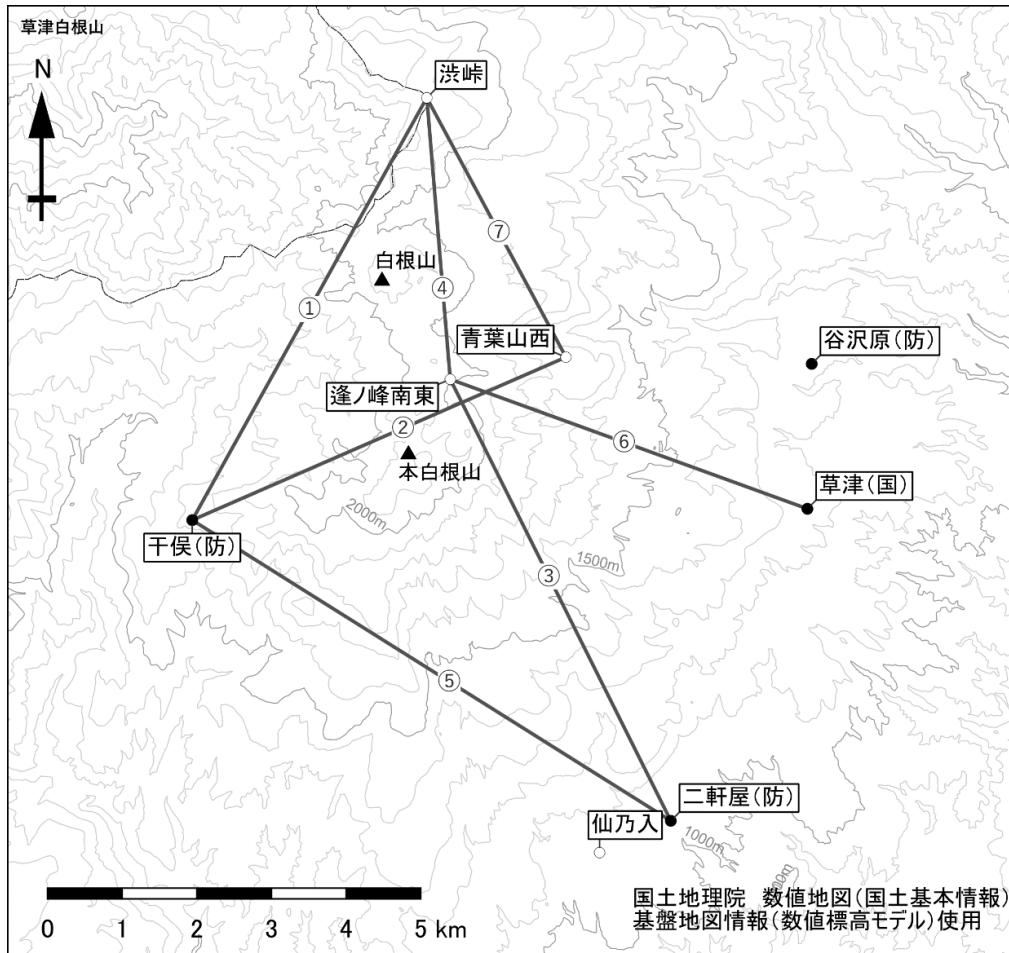 草津白根山
N
渋峠
⑦
白根山
④
①
青葉山西
谷沢原(防)
逢ノ峰南東
②
⑥
本白根山
草津(国)
2000m
干俣(防)
1500m
③
⑤
二軒屋(防)
仙乃入
1000m
国土地理院 数値地図(国土基本情報)
基盤地図情報(数値標高モデル)使用
0 1 2 3 4 5 km